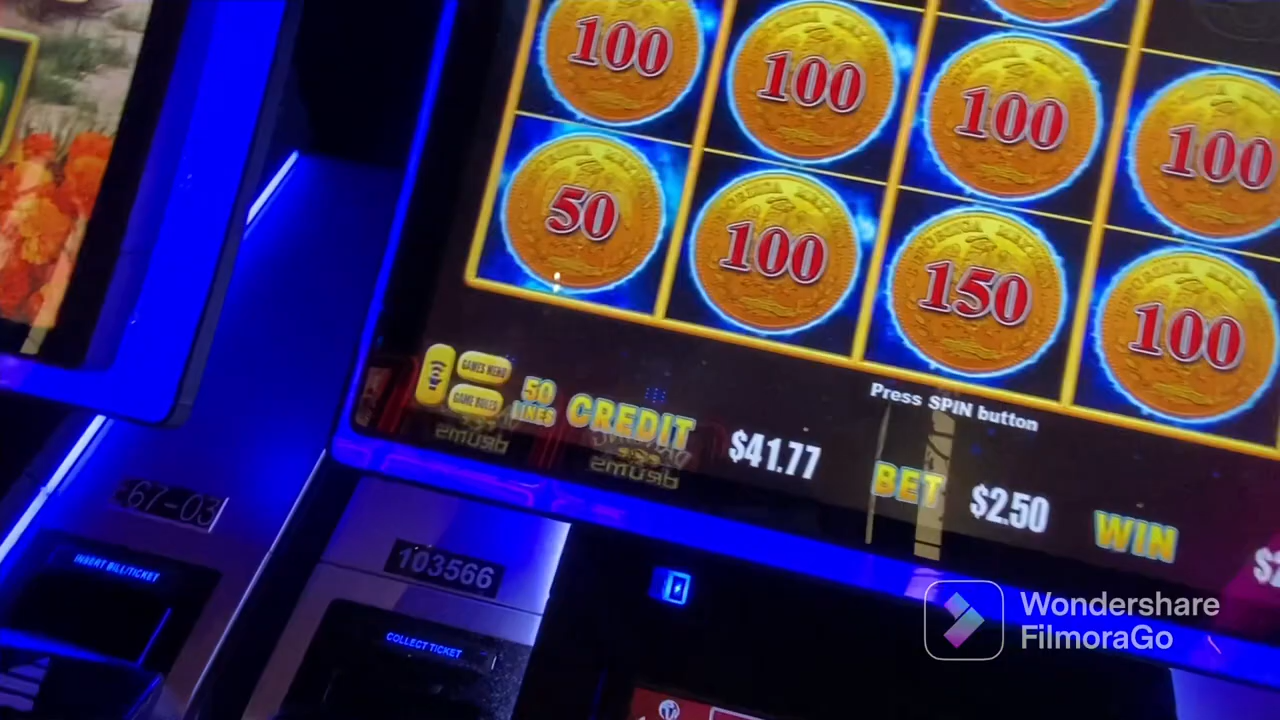 100
100
100
100
50
100
150
100
GAMES MENU
GAME RULES
50
LINES
CREDIT
$41.77
Press SPIN button
BET
$2.50
WIN
67-03
INSERT BILL/TICKET
103566
COLLECT TICKET
Wondershare
FilmoraGo